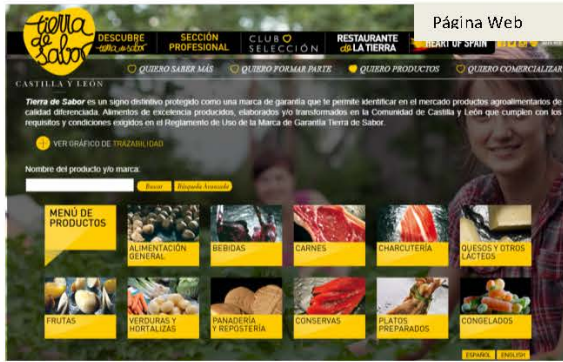 Página Web
tierra de Sabor
CASTILLA Y LEÓN
DESCUBRE tierra de sabor
SECCIÓN PROFESIONAL
CLUB SELECCIÓN
RESTAURANTE de LA TIERRA
HEART OF SPAIN
QUIERO SABER MÁS
QUIERO FORMAR PARTE
QUIERO PRODUCTOS
QUIERO COMERCIALIZAR
Tierra de Sabor es un signo distintivo protegido como una marca de garantía que te permite identificar en el mercado productos agroalimentarios de
calidad diferenciada. Alimentos de excelencia producidos, elaborados y/o transformados en la Comunidad de Castilla y León que cumplen con los
requisitos y condiciones exigidos en el Reglamento de Uso de la Marca de Garantía Tierra de Sabor.
VER GRÁFICO DE TRAZABILIDAD
Nombre del producto y/o marca:
Buscar
Búsqueda Avanzada
MENÚ DE
PRODUCTOS
ALIMENTACIÓN
GENERAL
BEBIDAS
CARNES
CHARCUTERÍA
QUESOS Y OTROS
LÁCTEOS
FRUTAS
VERDURAS Y
HORTALIZAS
PANADERÍA
Y REPOSTERÍA
CONSERVAS
PLATOS
PREPARADOS
CONGELADOS
ESPAÑOL
ENGLISH